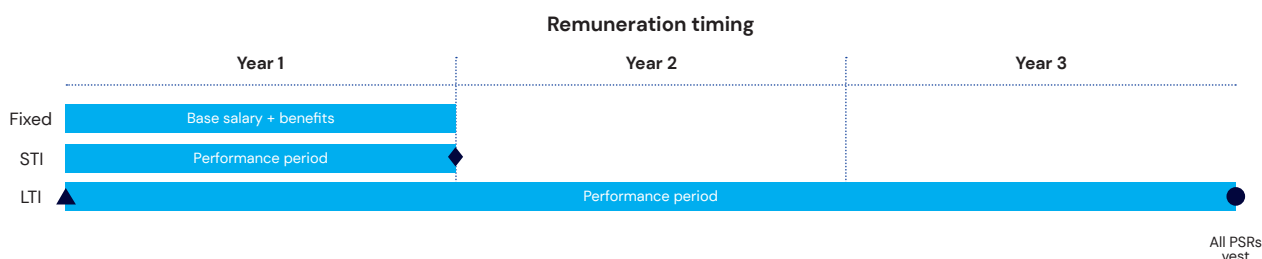 Remuneration timing
Year 1 Year 2 Year 3
Fixed Base salary + benefits
STI Performance period
LTI Performance period
All PSRs
vest